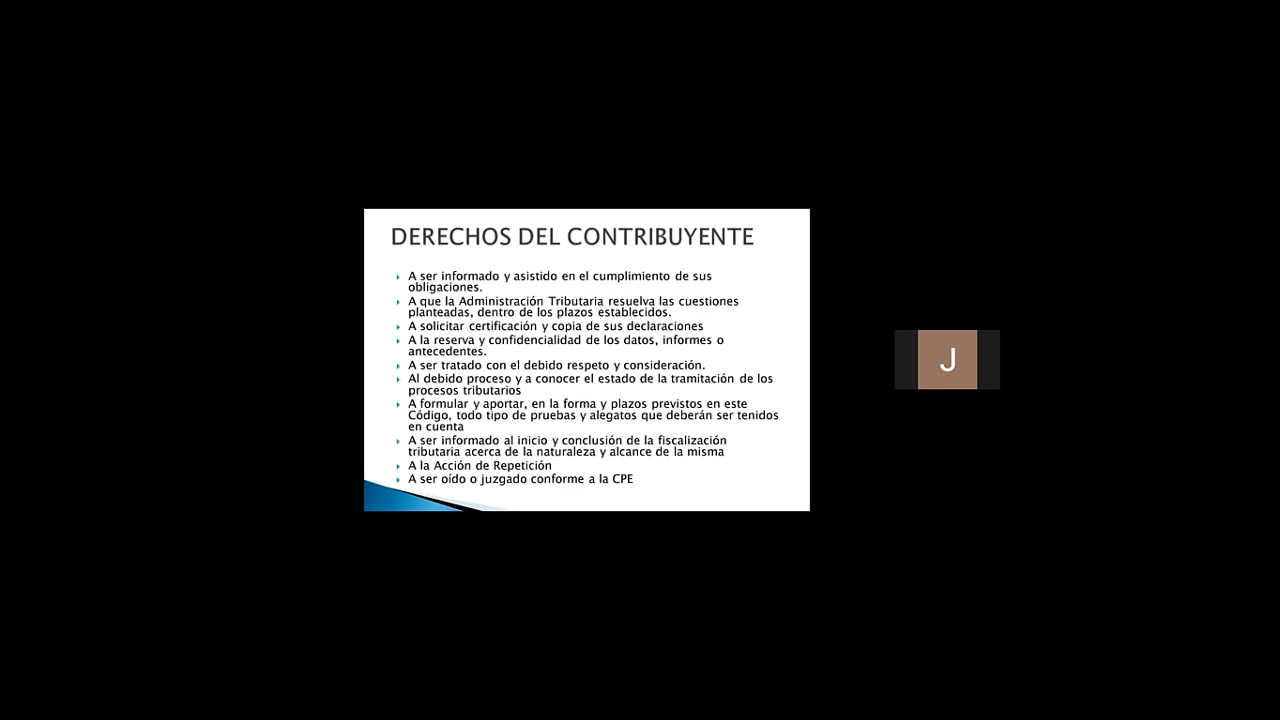 DERECHOS DEL CONTRIBUYENTE
A ser informado y asistido en el cumplimiento de sus
obligaciones.
A que la Administración Tributaria resuelva las cuestiones
planteadas, dentro de los plazos establecidos.
A solicitar certificación y copia de sus declaraciones
A la reserva y confidencialidad de los datos, informes o
antecedentes.
A ser tratado con el debido respeto y consideración.
Al debido proceso y a conocer el estado de la tramitación de los
procesos tributarios
A formular y aportar, en la forma y plazos previstos en este
Código, todo tipo de pruebas y alegatos que deberán ser tenidos
en cuenta
A ser informado al inicio y conclusión de la fiscalización
tributaria acerca de la naturaleza y alcance de la misma
A la Acción de Repetición
A ser oído o juzgado conforme a la CPE
J